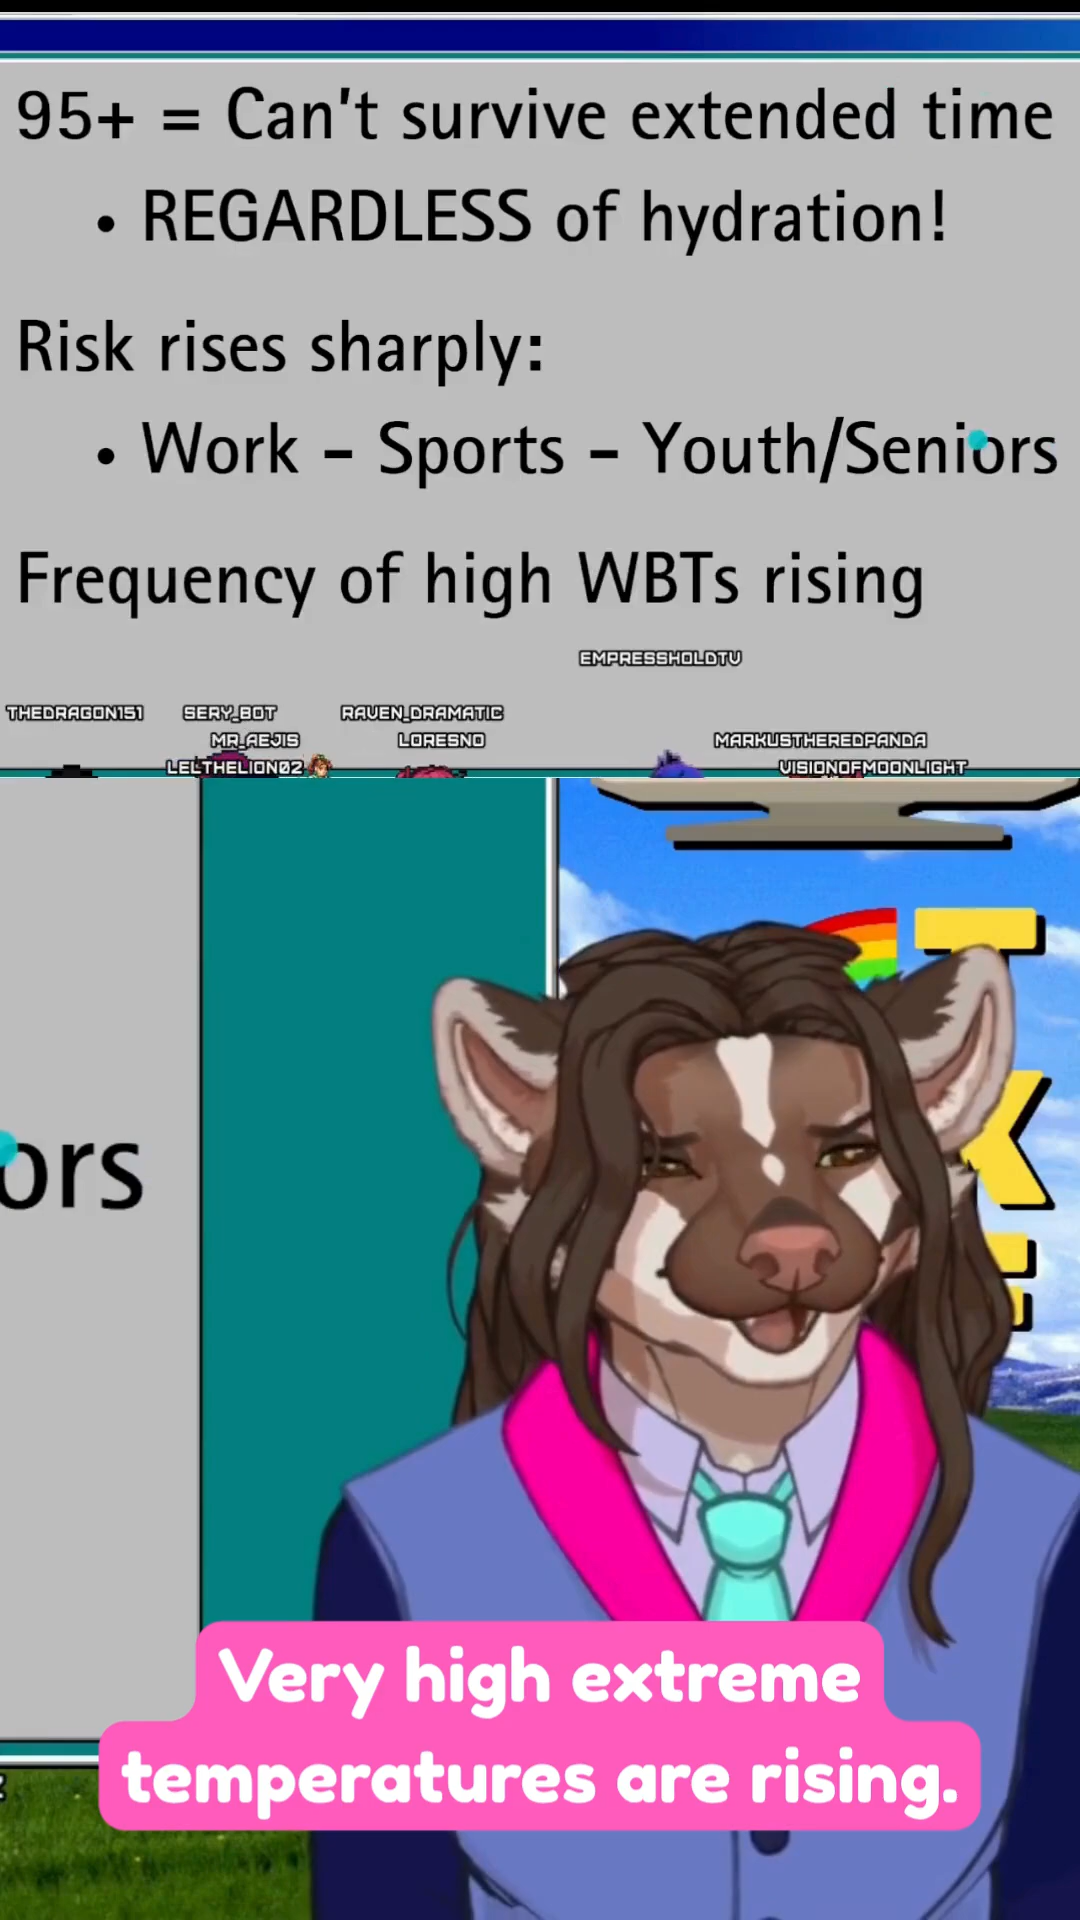 95+ = Can't survive extended time
• REGARDLESS of hydration!
Risk rises sharply:
• Work - Sports - Youth/Seniors
Frequency of high WBTs rising
EMPRESSHOLDTV
THEDRAGON151
SERY_BOT
RAVEN_DRAMATIC
MR_AEJIS
LORESNO
MARKUSTHEREDPANDA
LELTHELION02
VISIONOFMOONLIGHT
T
K
E
ors
Very high extreme
temperatures are rising.